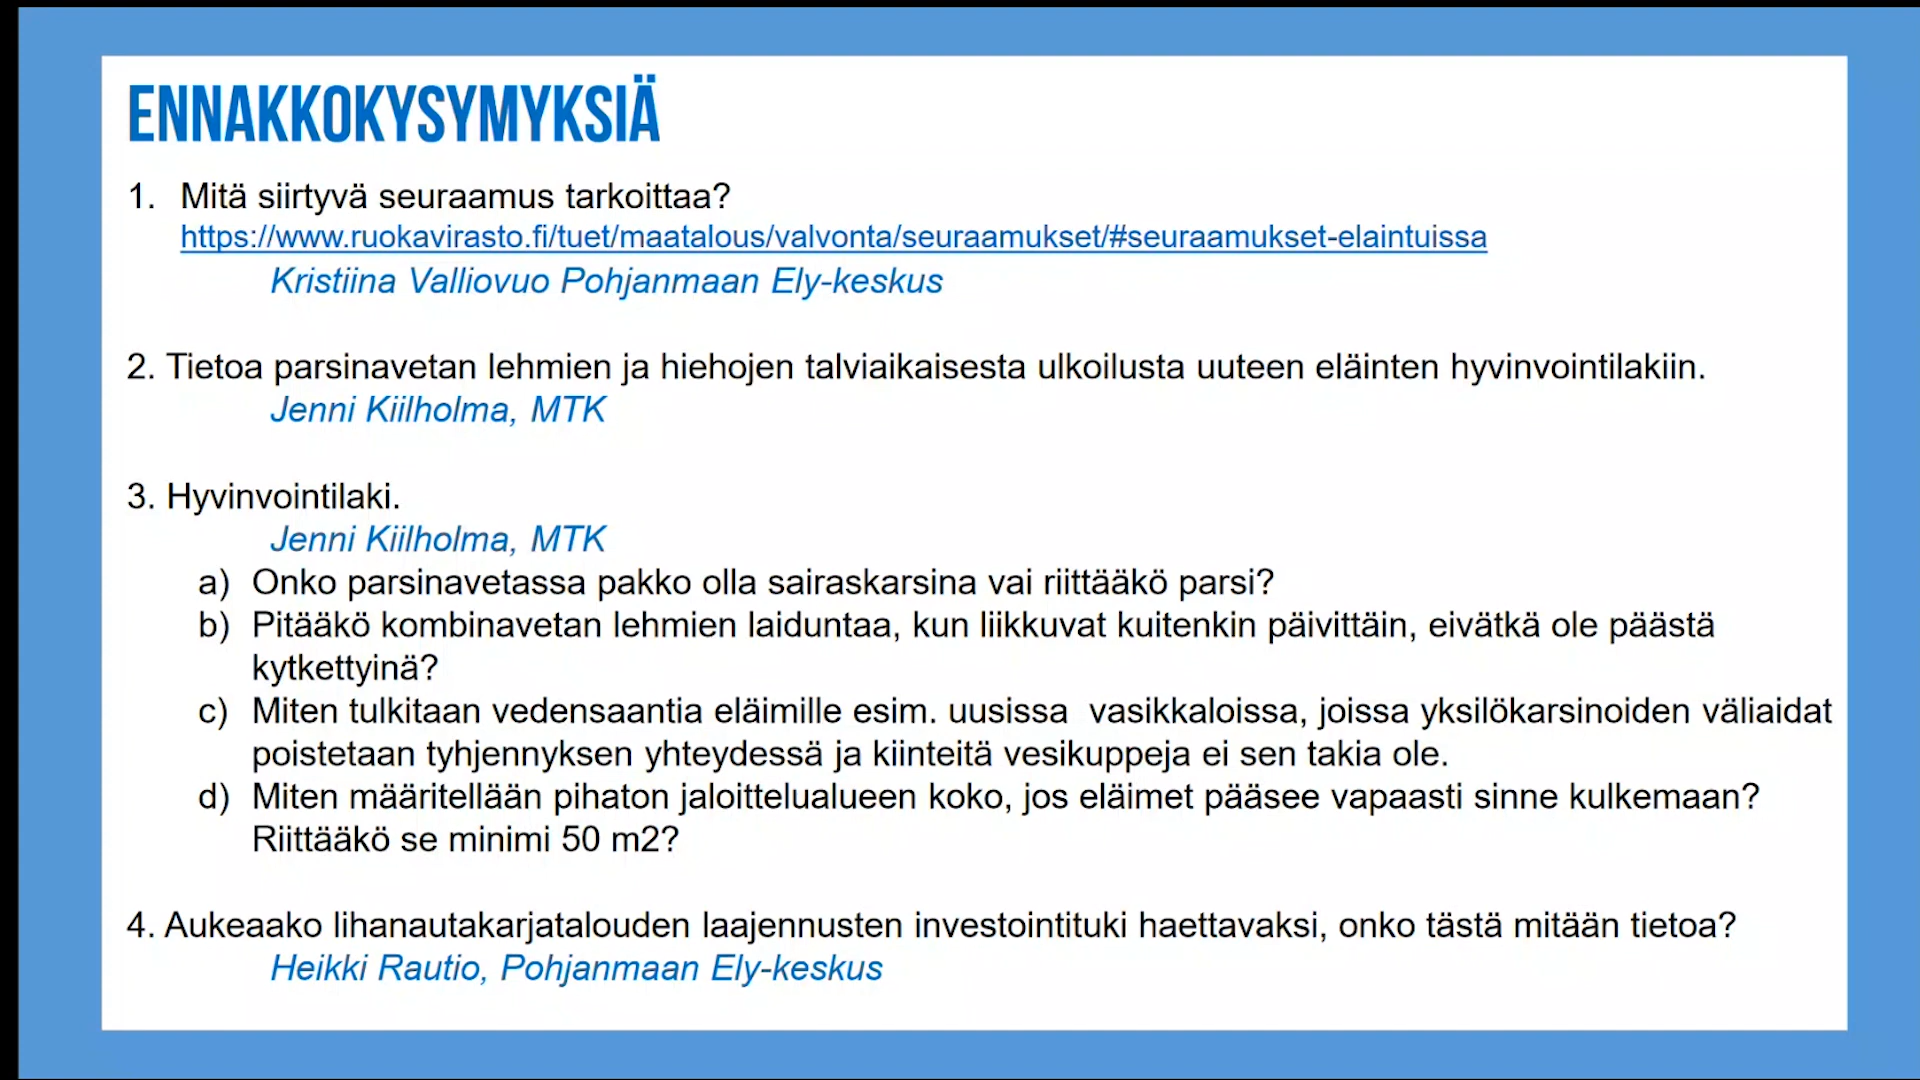 ENNAKKOKYSYMYKSIÄ
1. Mitä siirtyvä seuraamus tarkoittaa?
https://www.ruokavirasto.fi/tuet/maatalous/valvonta/seuraamukset/#seuraamukset-elaintuissa
Kristiina Valliovuo Pohjanmaan Ely-keskus
2. Tietoa parsinavetan lehmien ja hiehojen talviaikaisesta ulkoilusta uuteen eläinten hyvinvointilakiin.
Jenni Kiilholma, MTK
3. Hyvinvointilaki.
Jenni Kiilholma, MTK
a) Onko parsinavetassa pakko olla sairaskarsina vai riittääkö parsi?
b) Pitääkö kombinavetan lehmien laiduntaa, kun liikkuvat kuitenkin päivittäin, eivätkä ole päästä
kytkettyinä?
c) Miten tulkitaan vedensaantia eläimille esim. uusissa vasikkaloissa, joissa yksilökarsinoiden väliaidat
poistetaan tyhjennyksen yhteydessä ja kiinteitä vesikuppeja ei sen takia ole.
d) Miten määritellään pihaton jaloittelualueen koko, jos eläimet pääsee vapaasti sinne kulkemaan?
Riittääkö se minimi 50 m2?
4. Aukeaako lihanautakarjatalouden laajennusten investointituki haettavaksi, onko tästä mitään tietoa?
Heikki Rautio, Pohjanmaan Ely-keskus